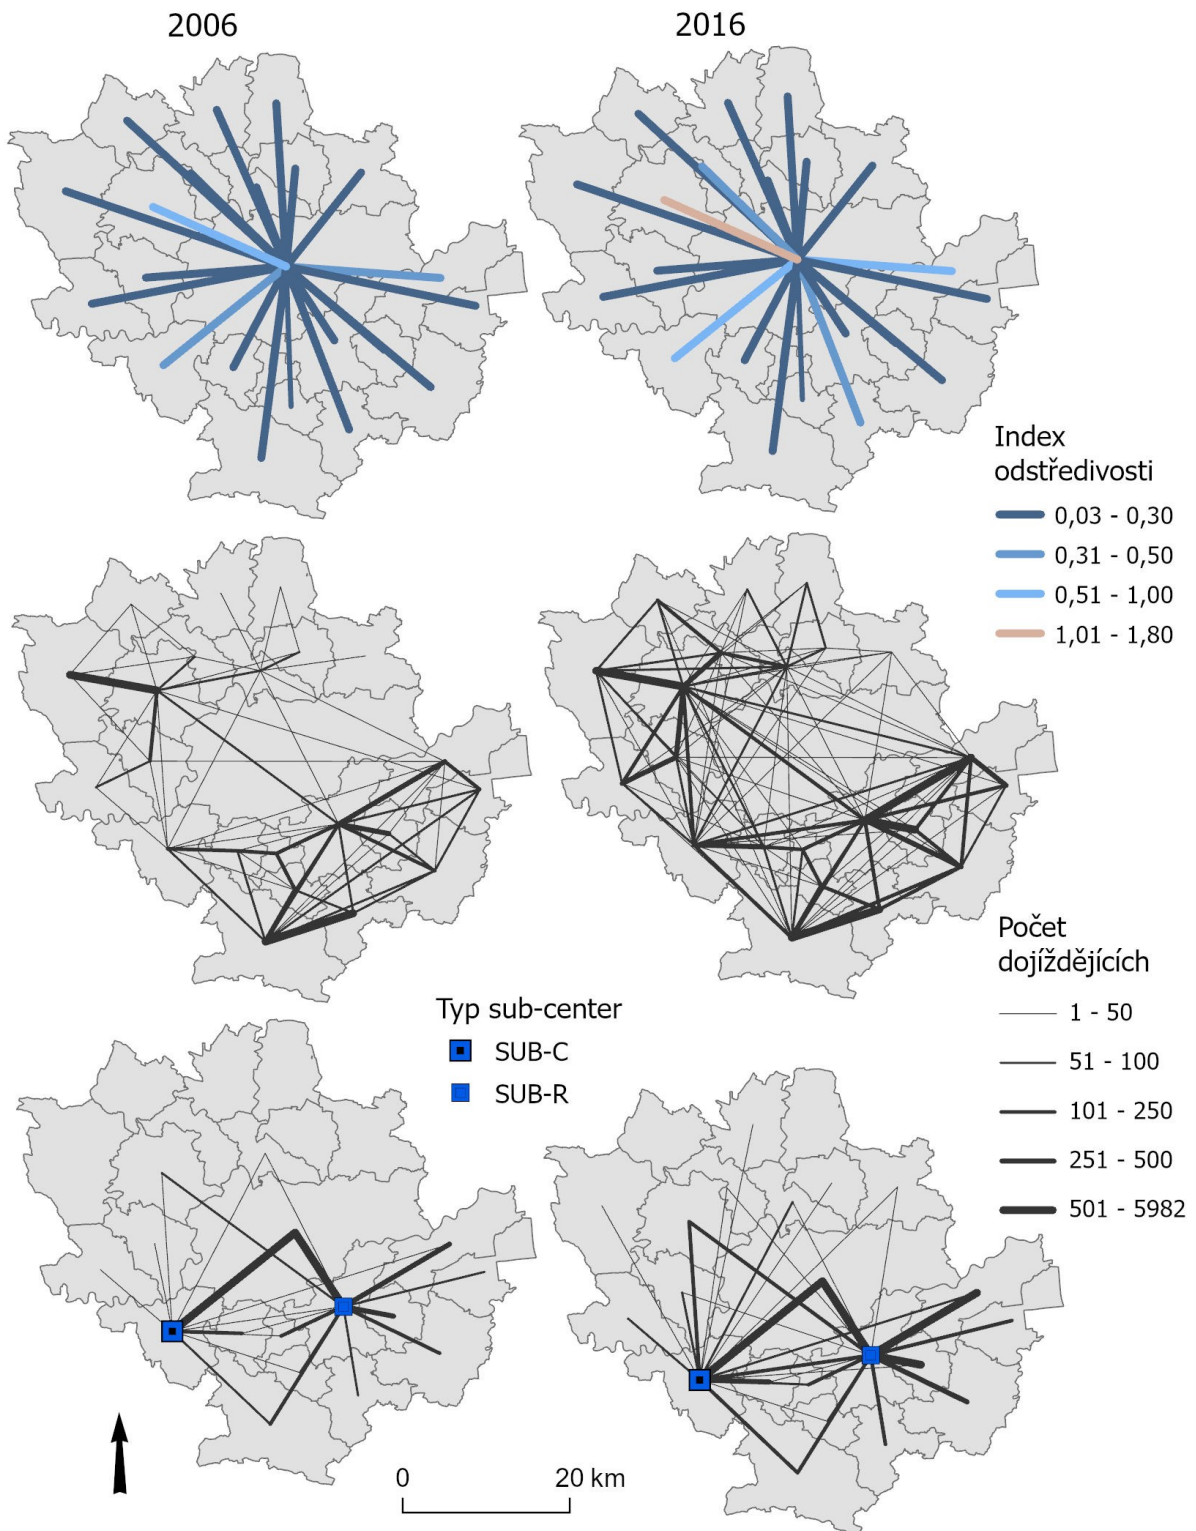 2006
2016
Index
odstředivosti
0,03 - 0,30
0,31 - 0,50
0,51 - 1,00
1,01 - 1,80
Počet
dojíždějících
1 - 50
51 - 100
101 - 250
251 - 500
501 - 5982
Typ sub-center
SUB-C
SUB-R
0 20 km